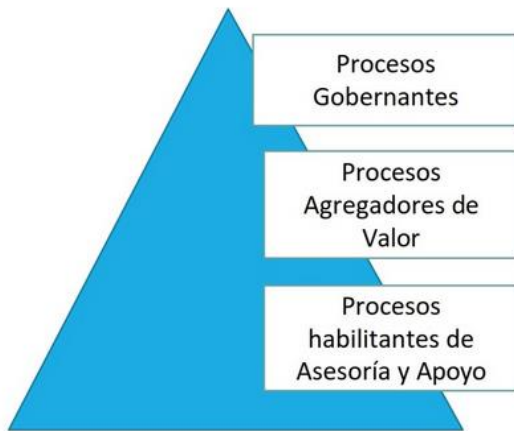 Procesos
Gobernantes
Procesos
Agregadores de
Valor
Procesos
habilitantes de
Asesoría y Apoyo